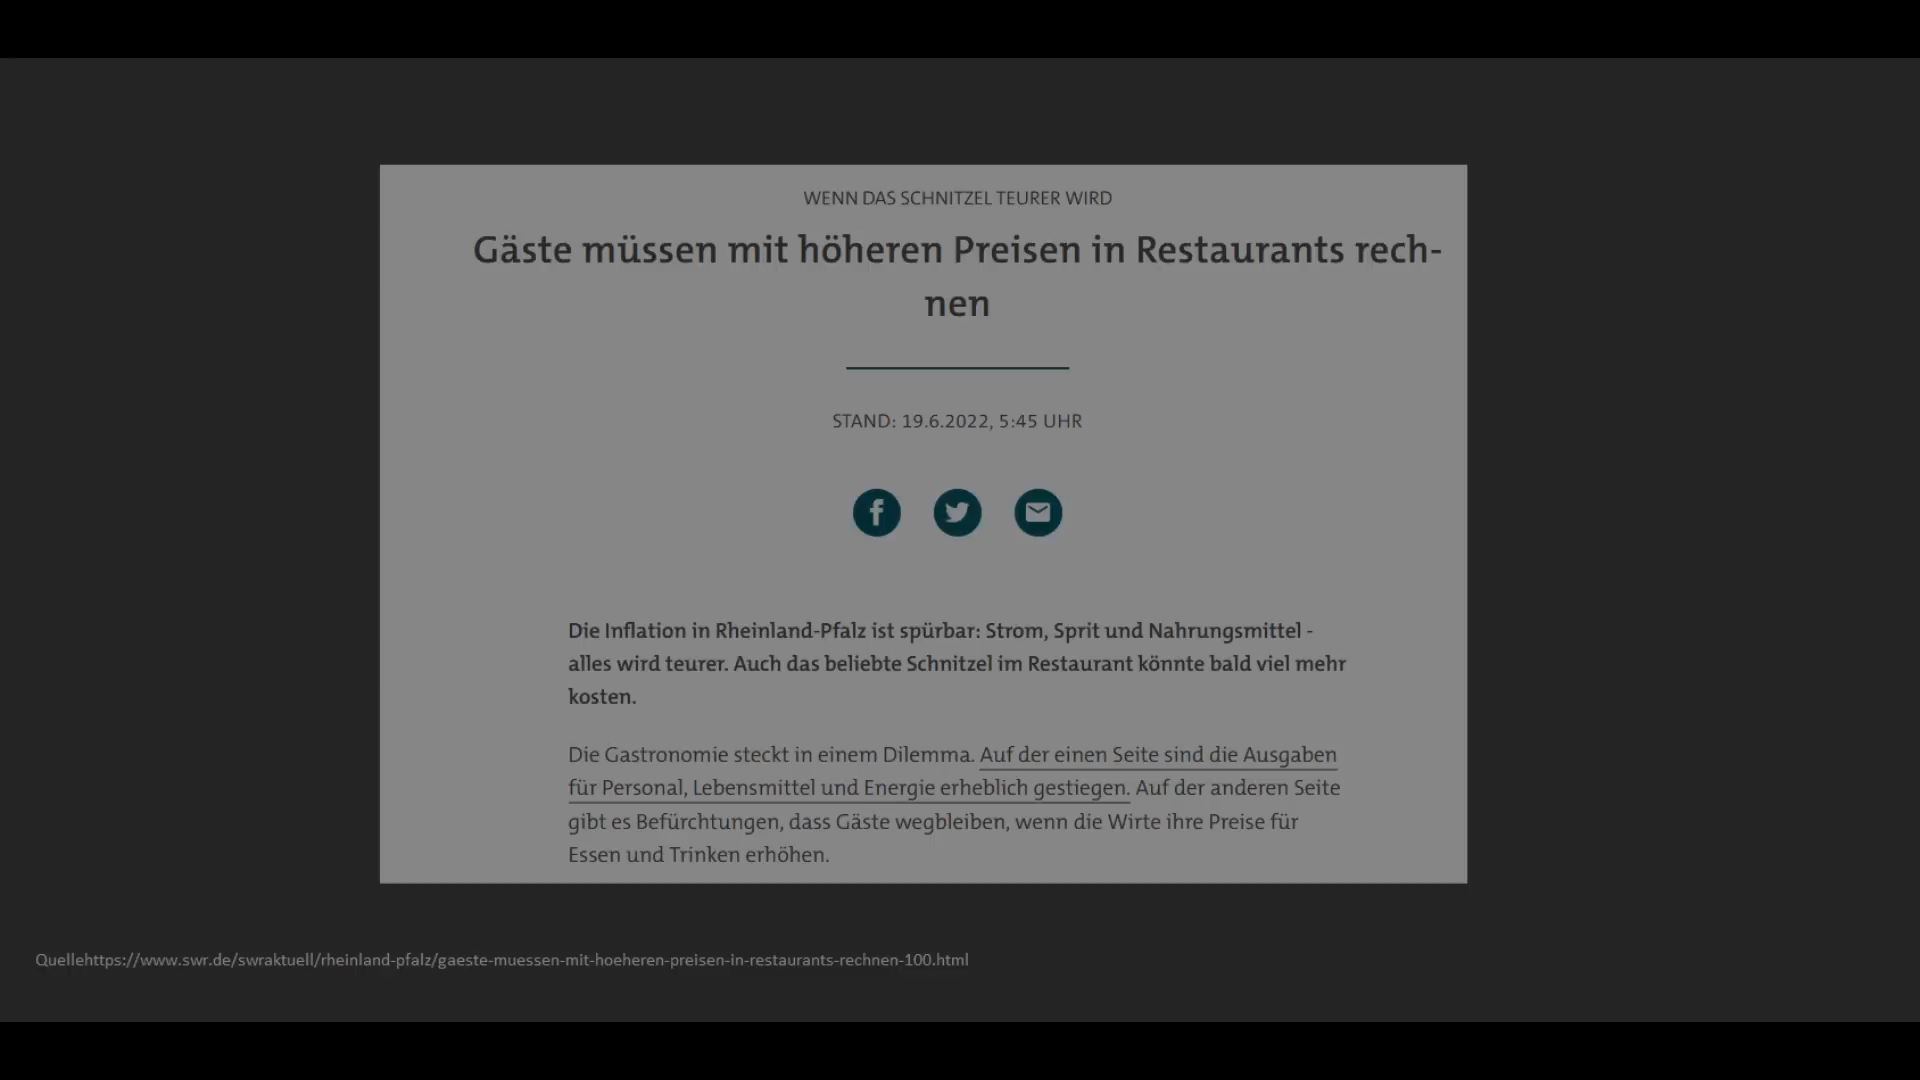 WENN DAS SCHNITZEL TEURER WIRD
Gäste müssen mit höheren Preisen in Restaurants rech-
nen
STAND: 19.6.2022, 5:45 UHR
Die Inflation in Rheinland-Pfalz ist spürbar: Strom, Sprit und Nahrungsmittel -
alles wird teurer. Auch das beliebte Schnitzel im Restaurant könnte bald viel mehr
kosten.
Die Gastronomie steckt in einem Dilemma. Auf der einen Seite sind die Ausgaben
für Personal, Lebensmittel und Energie erheblich gestiegen. Auf der anderen Seite
gibt es Befürchtungen, dass Gäste wegbleiben, wenn die Wirte ihre Preise für
Essen und Trinken erhöhen.
Quellehttps://www.swr.de/swraktuell/rheinland-pfalz/gaeste-muessen-mit-hoeheren-preisen-in-restaurants-rechnen-100.html